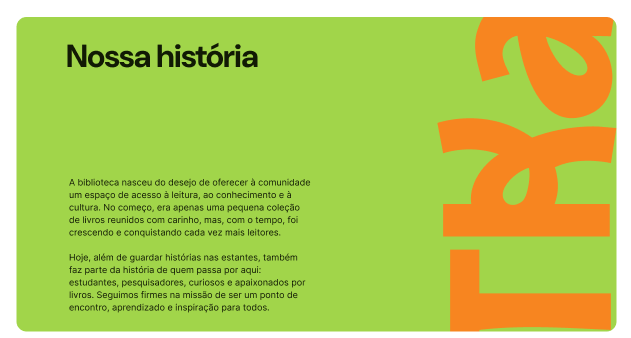 Nossa história
A biblioteca nasceu do desejo de oferecer à comunidade
um espaço de acesso à leitura, ao conhecimento e à
cultura. No começo, era apenas uma pequena coleção
de livros reunidos com carinho, mas, com o tempo, foi
crescendo e conquistando cada vez mais leitores.
Hoje, além de guardar histórias nas estantes, também
faz parte da história de quem passa por aqui:
estudantes, pesquisadores, curiosos e apaixonados por
livros. Seguimos firmes na missão de ser um ponto de
encontro, aprendizado e inspiração para todos.